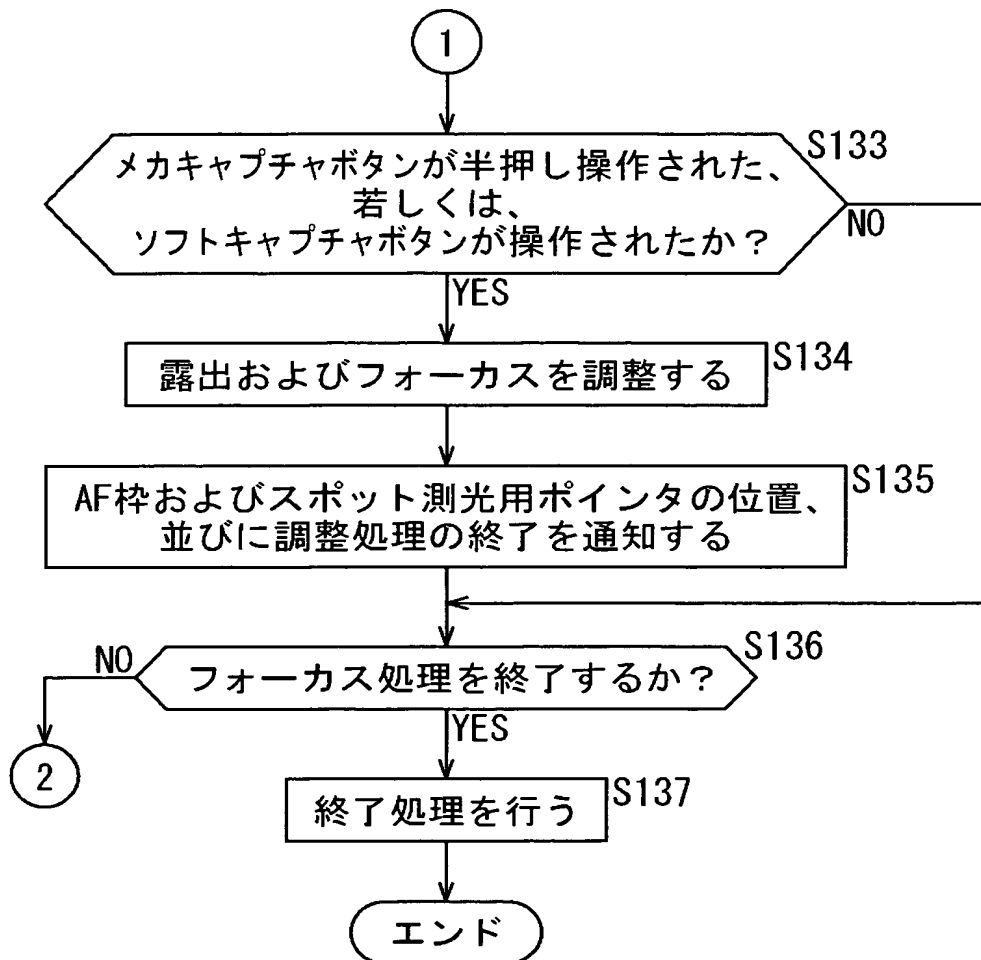 1
メカキャプチャボタンが半押し操作された、
若しくは、
ソフトキャプチャボタンが操作されたか？
S133
NO
YES
露出およびフォーカスを調整する
S134
AF枠およびスポット測光用ポインタの位置、
並びに調整処理の終了を通知する
S135
フォーカス処理を終了するか？
S136
NO
YES
2
終了処理を行う
S137
エンド